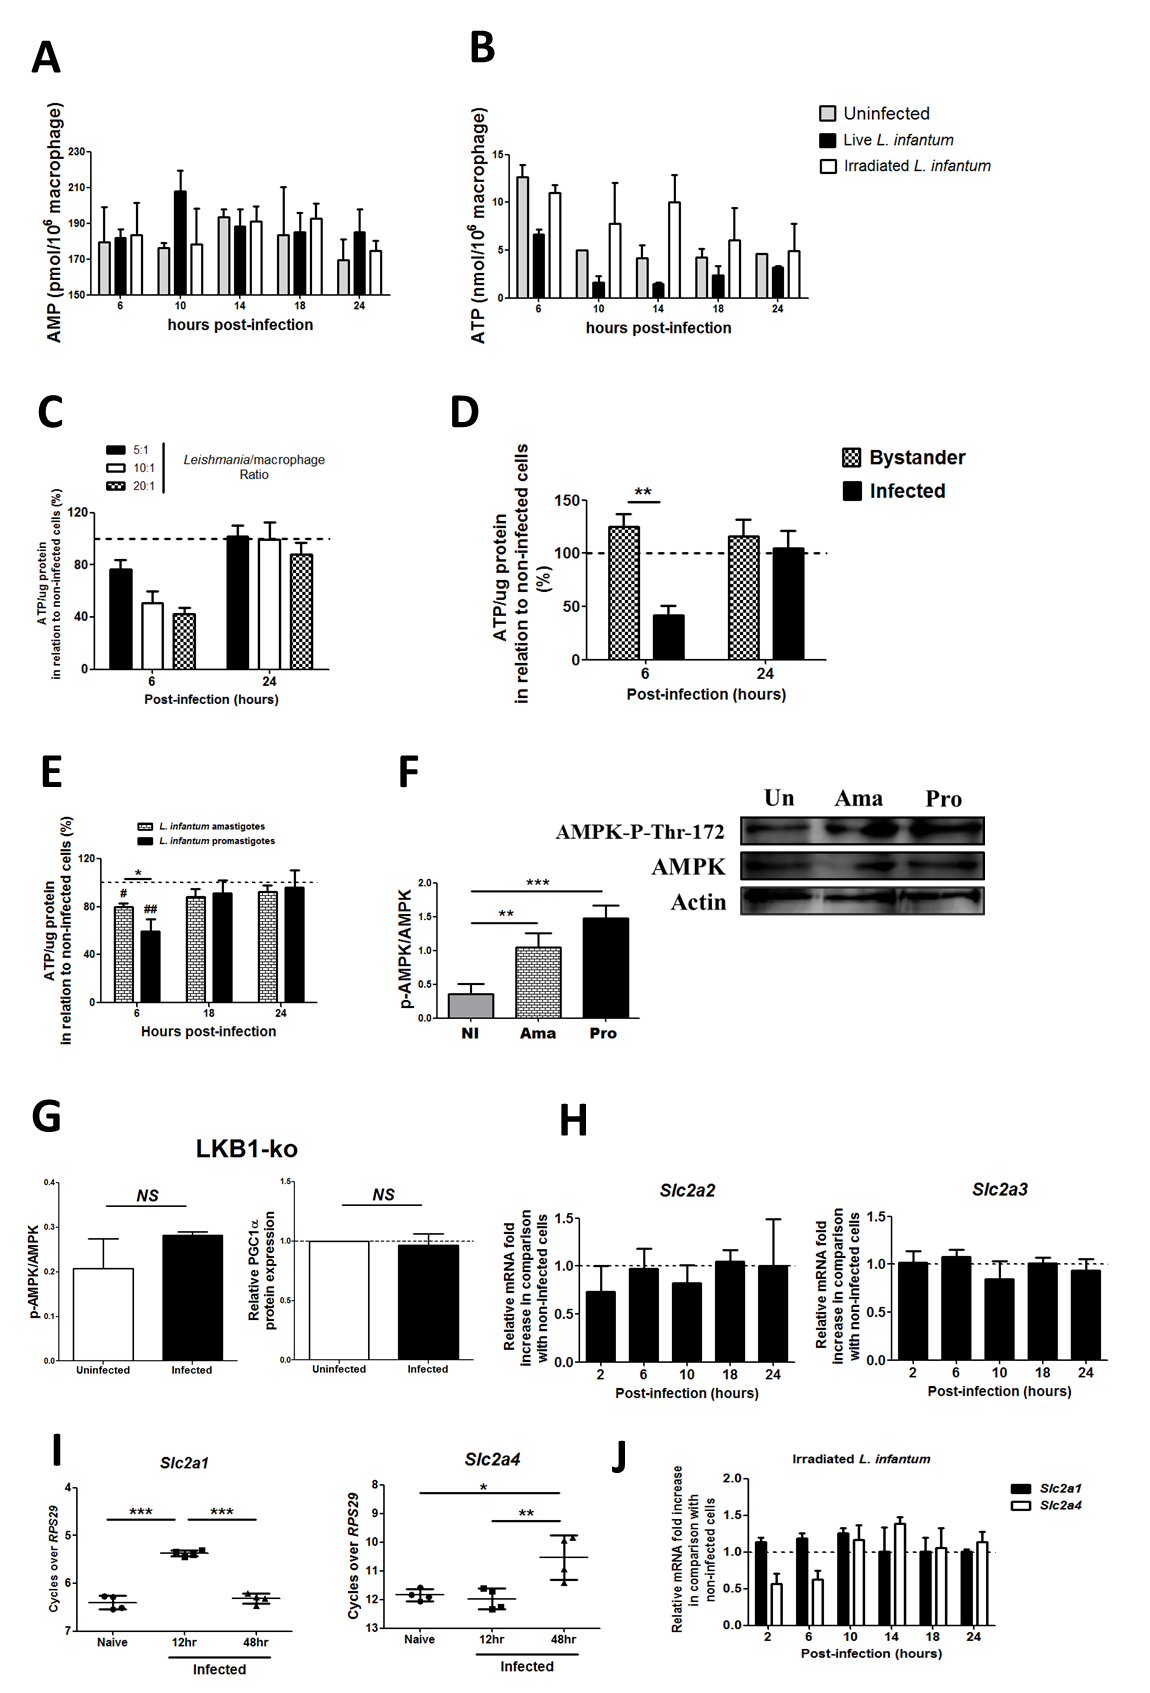 A
AMP (pmol/10⁶ macrophage)
230
210
190
170
150
6 10 14 18 24
hours post-infection
B
ATP (nmol/10⁶ macrophage)
15
10
5
0
6 10 14 18 24
hours post-infection
Uninfected
Live L. infantum
Irradiated L. infantum
C
5:1
10:1
20:1
Leishmania/macrophage
Ratio
ATP/ug protein
in relation to non-infected cells (%)
120
80
40
0
6 24
Post-infection (hours)
D
Bystander
Infected
ATP/ug protein
in relation to non-infected cells
(%)
150
100
50
0
**
6 24
Post-infection (hours)
E
L. infantum amastigotes
L. infantum promastigotes
ATP/ug protein
in relation to non-infected cells (%)
120
80
40
0
*
#
##
6 18 24
Hours post-infection
F
p-AMPK/AMPK
2.0
1.5
1.0
0.5
0.0
***
**
NI Ama Pro
Un Ama Pro
AMPK-P-Thr-172
AMPK
Actin
G
LKB1-ko
p-AMPK/AMPK
0.4
0.3
0.2
0.1
0.0
NS
Uninfected Infected
Relative PGC1α
protein expression
1.5
1.0
0.5
0.0
NS
Uninfected Infected
H
Slc2a2
Relative mRNA fold
increase in comparison
with non-infected cells
1.5
1.0
0.5
0.0
2 6 10 18 24
Post-infection (hours)
Slc2a3
Relative mRNA fold
increase in comparison
with non-infected cells
1.5
1.0
0.5
0.0
2 6 10 18 24
Post-infection (hours)
I
Slc2a1
Cycles over RPS29
4
5
6
7
*** ***
Naive 12hr 48hr
Infected
Slc2a4
Cycles over RPS29
8
9
10
11
12
13
*
**
Naive 12hr 48hr
Infected
J
Irradiated L. infantum
Slc2a1
Slc2a4
Relative mRNA fold increase
in comparison with
non-infected cells
2.0
1.5
1.0
0.5
0.0
2 6 10 14 18 24
Post-infection (hours)